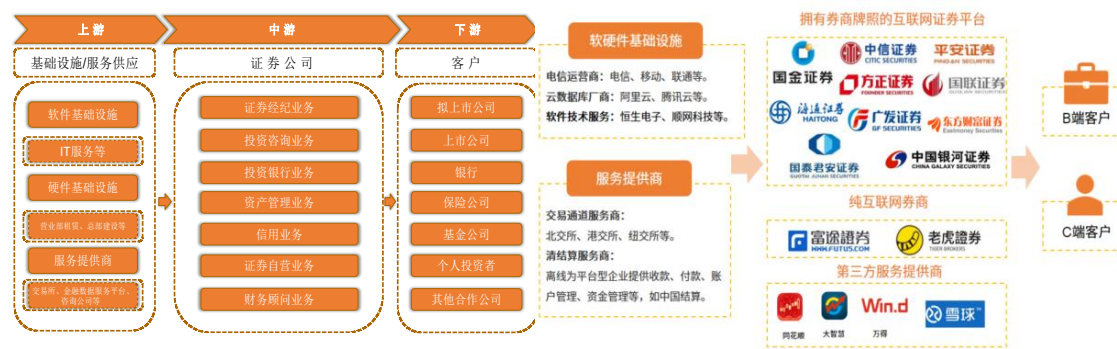 上游
中游
下游
基础设施/服务供应
证券公司
客户
软件基础设施
IT服务等
硬件基础设施
营业部租赁、总部建设等
服务提供商
交易所、金融数据服务平台、
咨询公司等
证券经纪业务
投资咨询业务
投资银行业务
资产管理业务
信用业务
证券自营业务
财务顾问业务
拟上市公司
上市公司
银行
保险公司
基金公司
个人投资者
其他合作公司
软硬件基础设施
电信运营商：电信、移动、联通等。
云数据库厂商：阿里云、腾讯云等。
软件技术服务：恒生电子、顺网科技等。
服务提供商
交易通道服务商：
北交所、港交所、纽交所等。
清结算服务商：
离线为平台型企业提供收款、付款、账
户管理、资金管理等，如中国结算。
拥有券商牌照的互联网证券平台
国金证券
中信证券
CITIC SECURITIES
平安证券
PING AN SECURITIES
方正证券
FOUNDER SECURITIES
国联证券
GUOLIAN SECURITIES
海通证券
HAITONG
广发证券
GF SECURITIES
东方财富证券
Eastmoney Securities
国泰君安证券
GUOTAI JUNAN SECURITIES
中国银河证券
CHINA GALAXY SECURITIES
纯互联网券商
富途證券
WWW.FUTU5.COM
老虎證券
TIGER BROKERS
第三方服务提供商
同花顺
大智慧
Win.d
万得
雪球
B端客户
C端客户